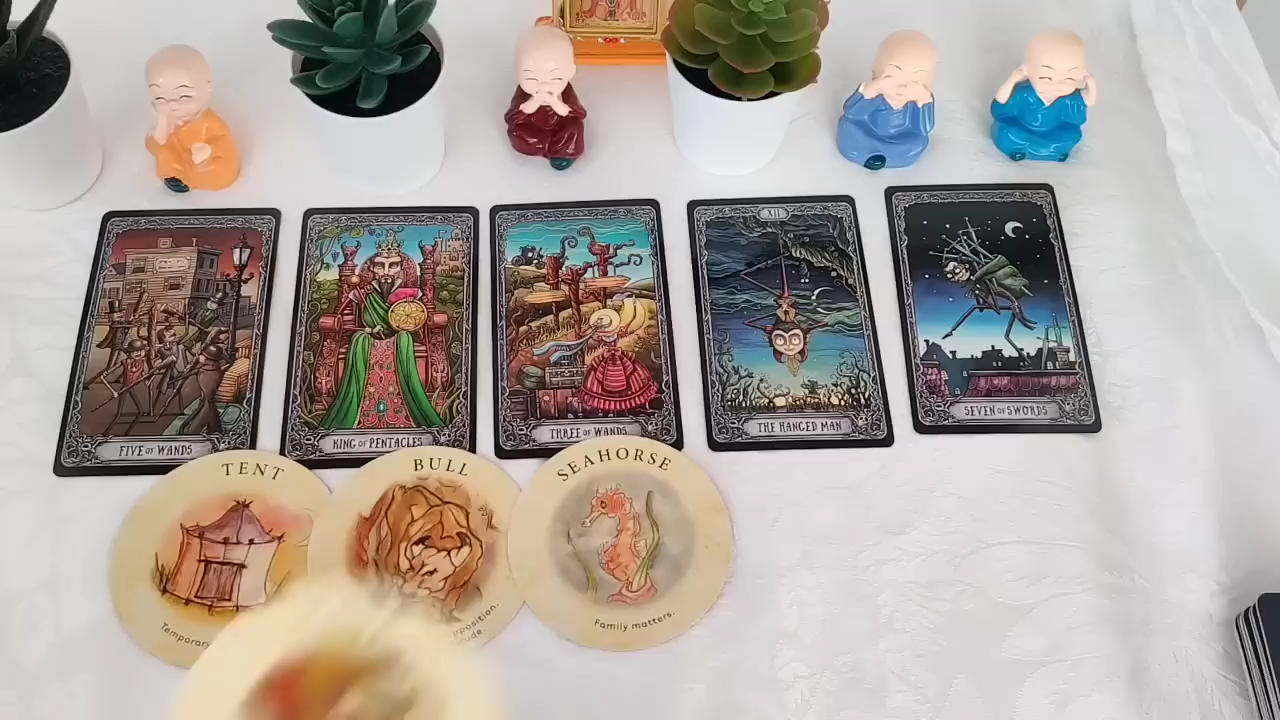 FIVE OF WANDS
KING OF PENTACLES
THREE OF WANDS
XII
THE HANGED MAN
SEVEN OF SWORDS
TENT
Temporary
BULL
SEAHORSE
Family matters.